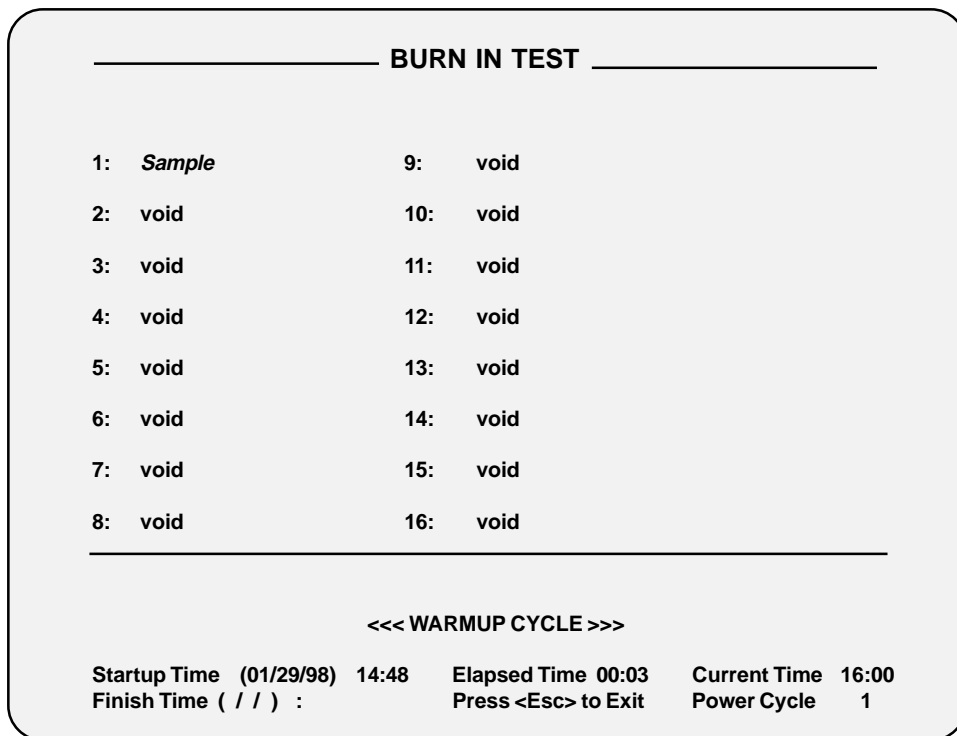 BURN IN TEST
1: Sample 9: void
2: void 10: void
3: void 11: void
4: void 12: void
5: void 13: void
6: void 14: void
7: void 15: void
8: void 16: void
<<< WARMUP CYCLE >>>
Startup Time (01/29/98) 14:48 Elapsed Time 00:03 Current Time 16:00
Finish Time ( / / ) : Press <Esc> to Exit Power Cycle 1